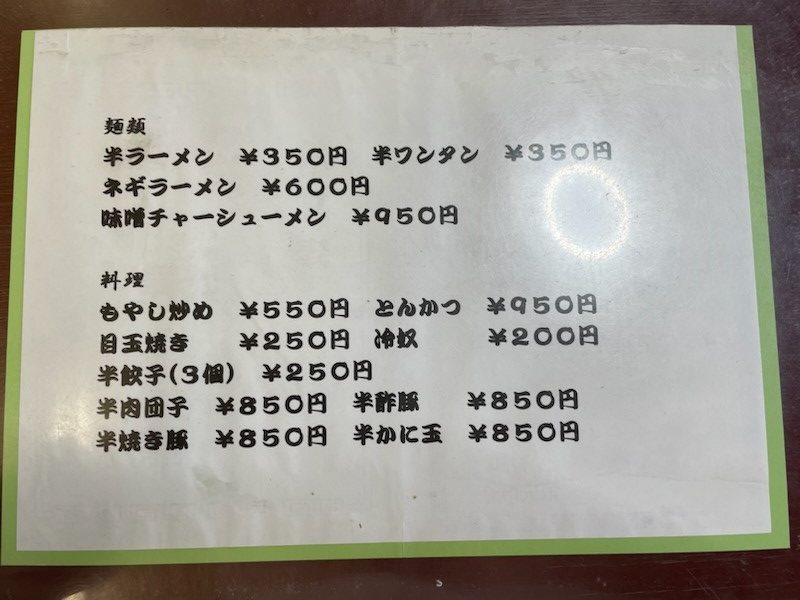 麺類
半ラーメン ￥350円 半ワンタン ￥350円
ネギラーメン ￥600円
味噌チャーシューメン ￥950円
料理
もやし炒め ￥550円 とんかつ ￥950円
目玉焼き ￥250円 冷奴 ￥200円
半餃子(3個) ￥250円
半肉団子 ￥850円 半酢豚 ￥850円
半焼き豚 ￥850円 半かに玉 ￥850円